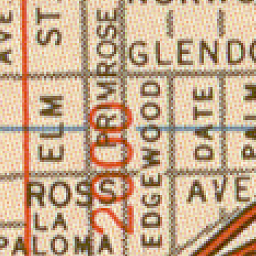 AVE
ST
PRIMROSE
GLENDO
ELM
2000
EDGEWOOD
DATE
PALM
ROSS
AVE
LA
PALOMA